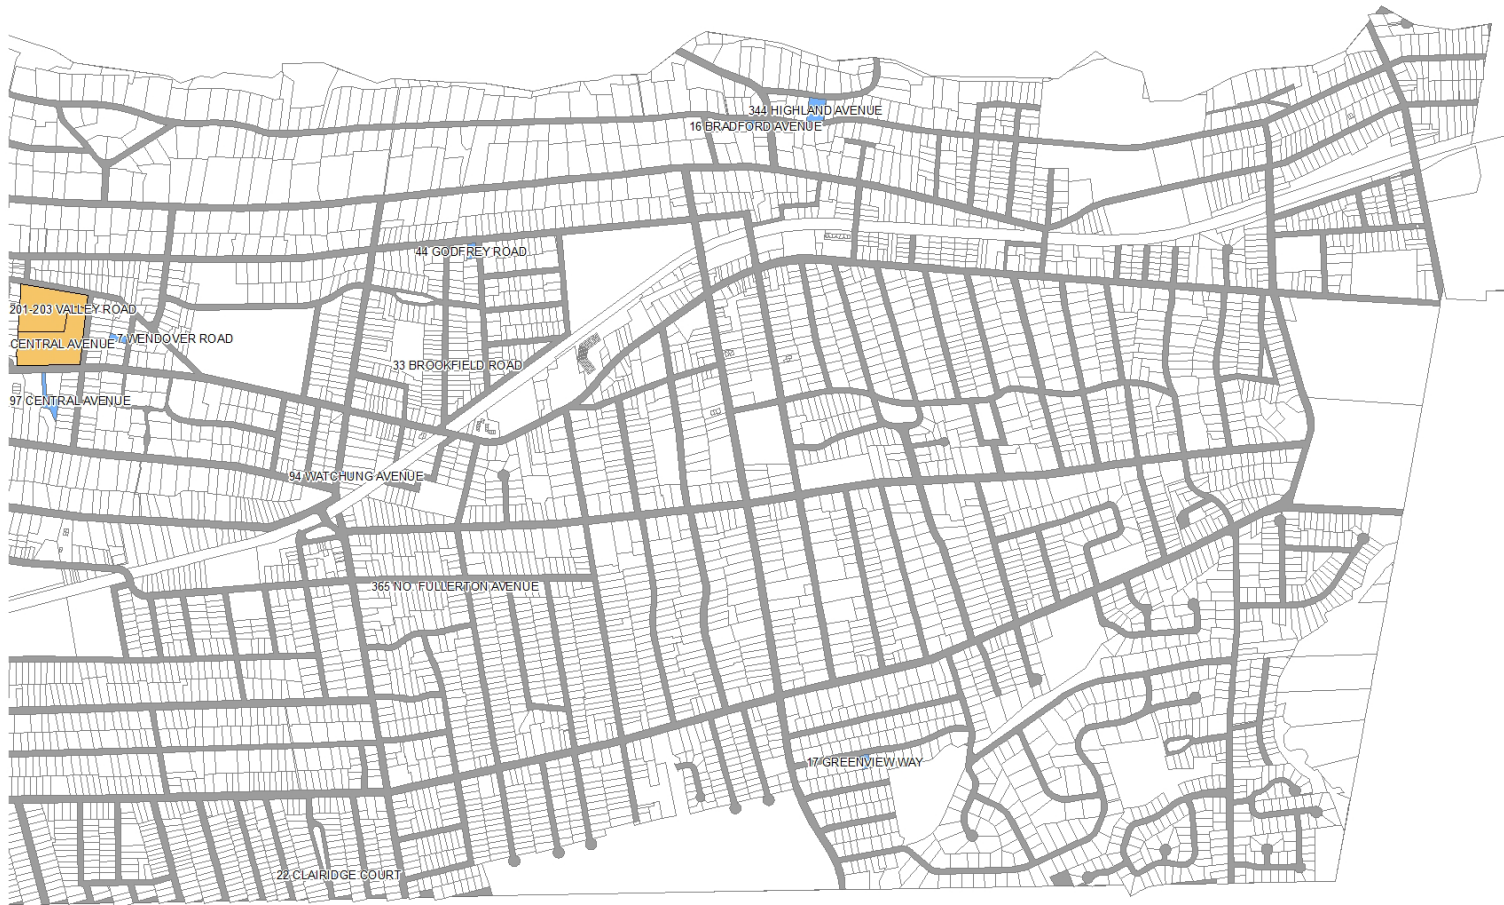 344 HIGHLAND AVENUE
16 BRADFORD AVENUE
44 GODFREY ROAD
201-203 VALLEY ROAD
CENTRAL AVENUE
7 WENDOVER ROAD
33 BROOKFIELD ROAD
97 CENTRAL AVENUE
94 WATCHUNG AVENUE
365 NO. FULLERTON AVENUE
17 GREENVIEW WAY
22 CLAIRIDGE COURT